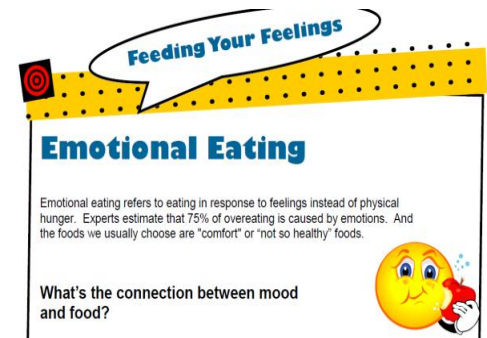 Feeding Your Feelings
Emotional Eating
Emotional eating refers to eating in response to feelings instead of physical
hunger.  Experts estimate that 75% of overeating is caused by emotions.  And
the foods we usually choose are "comfort" or “not so healthy” foods.
What’s the connection between mood
and food?